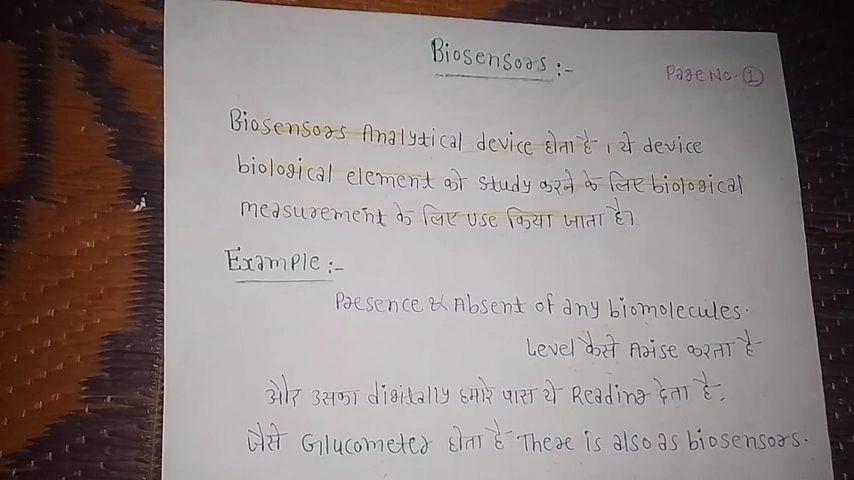 Biosensors :-
Page No. 1
Biosensors Analytical device होता है । ये device
biological element को study करने के लिए biological
measurement के लिए use किया जाता है।
Example :-
Presence & Absent of any biomolecules.
Level कैसे Arise करता है
और उसका digitally हमारे पास ये Reading देता है,
जैसे Glucometer होता है There is also as biosensors.